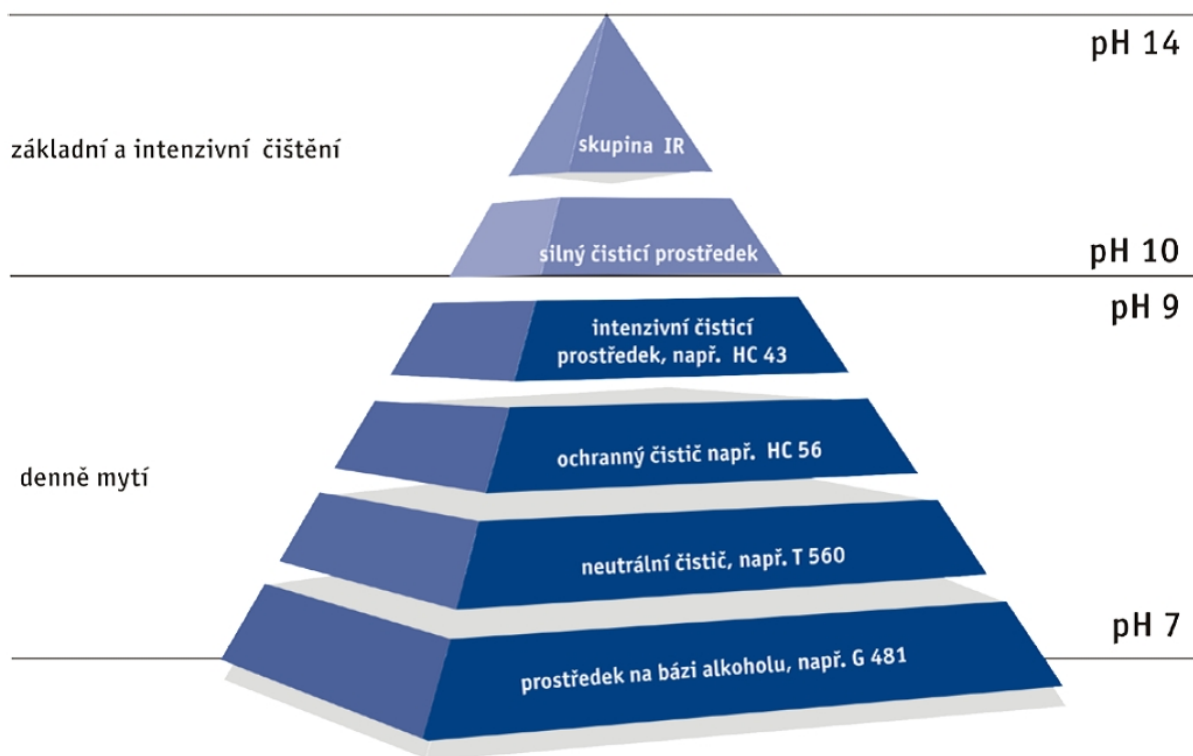 pH 14
skupina IR
základní a intenzivní čištění
silný čisticí prostředek
pH 10
pH 9
intenzivní čisticí
prostředek, např. HC 43
ochranný čistič např. HC 56
denně mytí
neutrální čistič, např. T 560
pH 7
prostředek na bázi alkoholu, např. G 481